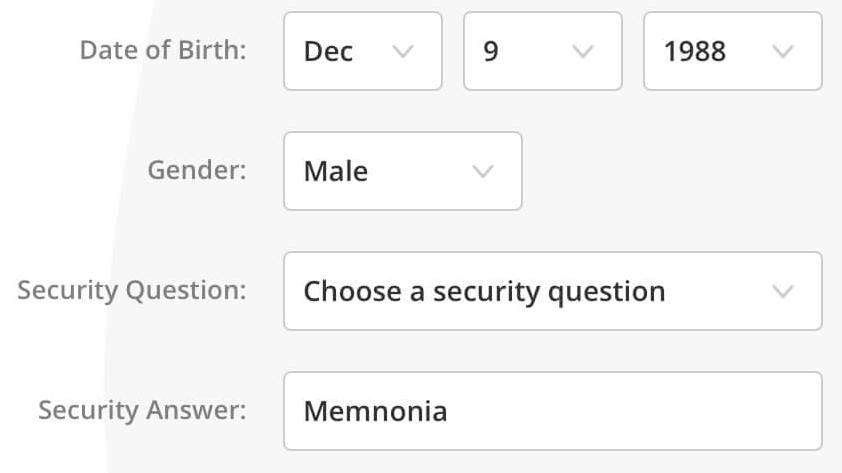 Date of Birth: Dec 9 1988
Gender: Male
Security Question: Choose a security question
Security Answer: Memnonia